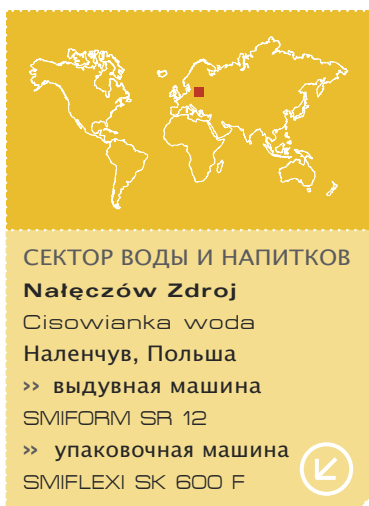 СЕКТОР ВОДЫ И НАПИТКОВ
Nałęczów Zdroj
Cisowianka woda
Наленчув, Польша
›› выдувная машина
SMIFORM SR 12
›› упаковочная машина
SMIFLEXI SK 600 F